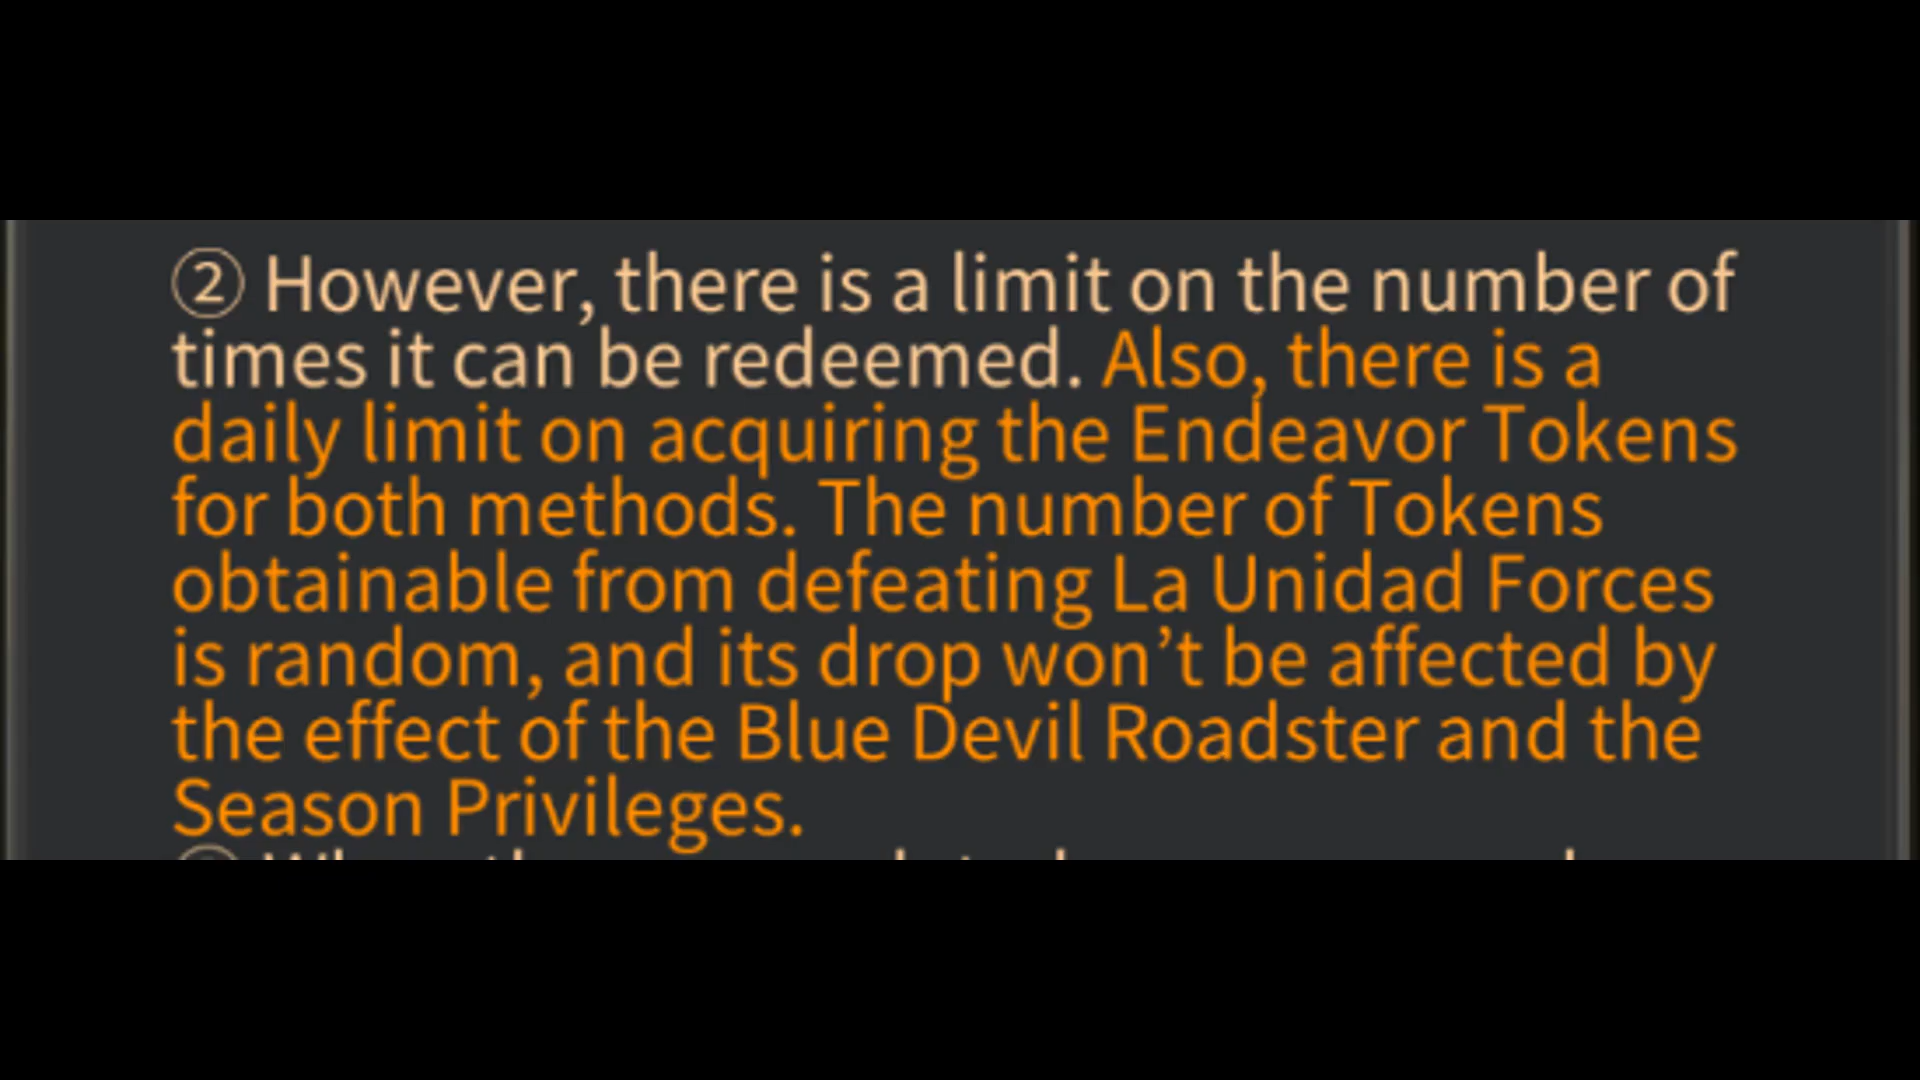 ② However, there is a limit on the number of
times it can be redeemed. Also, there is a
daily limit on acquiring the Endeavor Tokens
for both methods. The number of Tokens
obtainable from defeating La Unidad Forces
is random, and its drop won’t be affected by
the effect of the Blue Devil Roadster and the
Season Privileges.